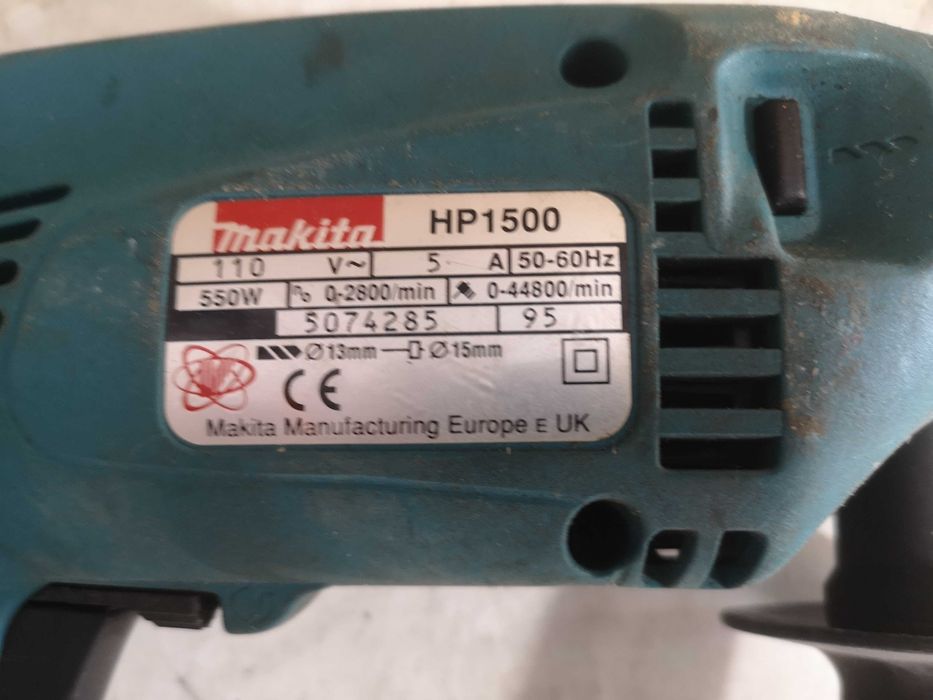 makita HP1500
110 V~ 5 A 50-60Hz
550W n₀ 0-2800/min 0-44800/min
5074285 95
Ø13mm Ø15mm
CE
Makita Manufacturing Europe E UK